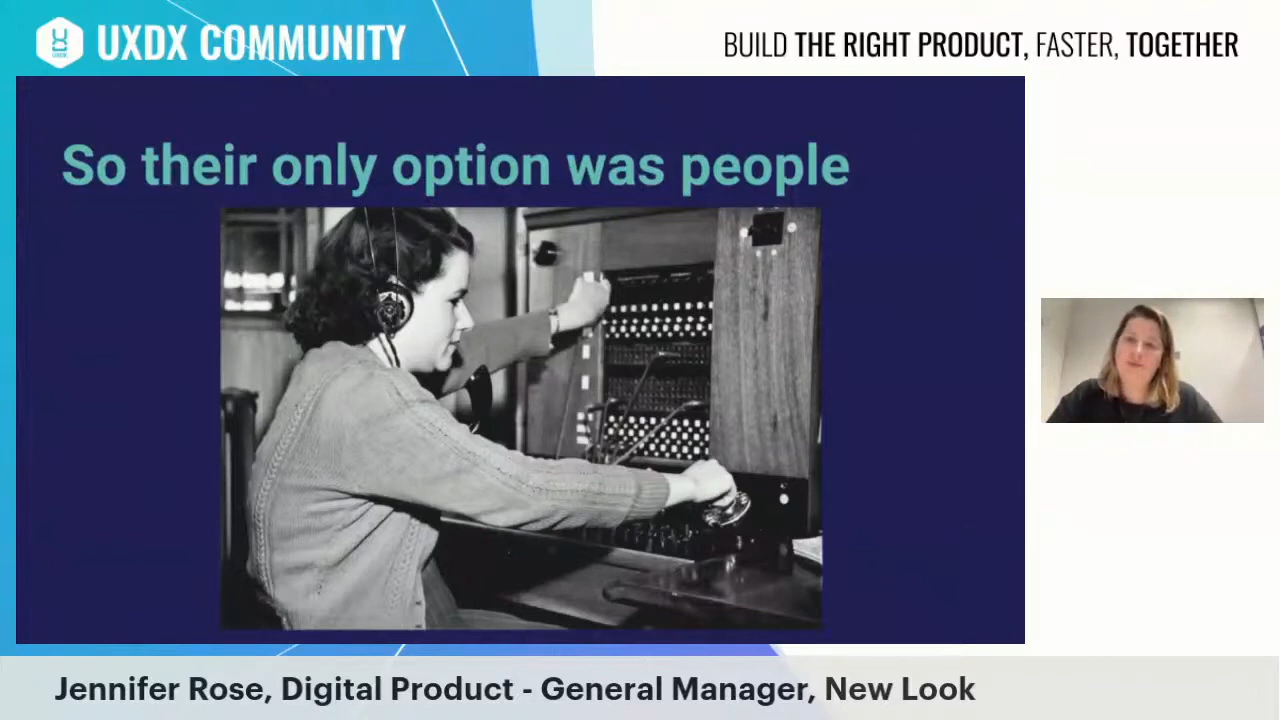 UXDX COMMUNITY
BUILD THE RIGHT PRODUCT, FASTER, TOGETHER
So their only option was people
Jennifer Rose, Digital Product - General Manager, New Look